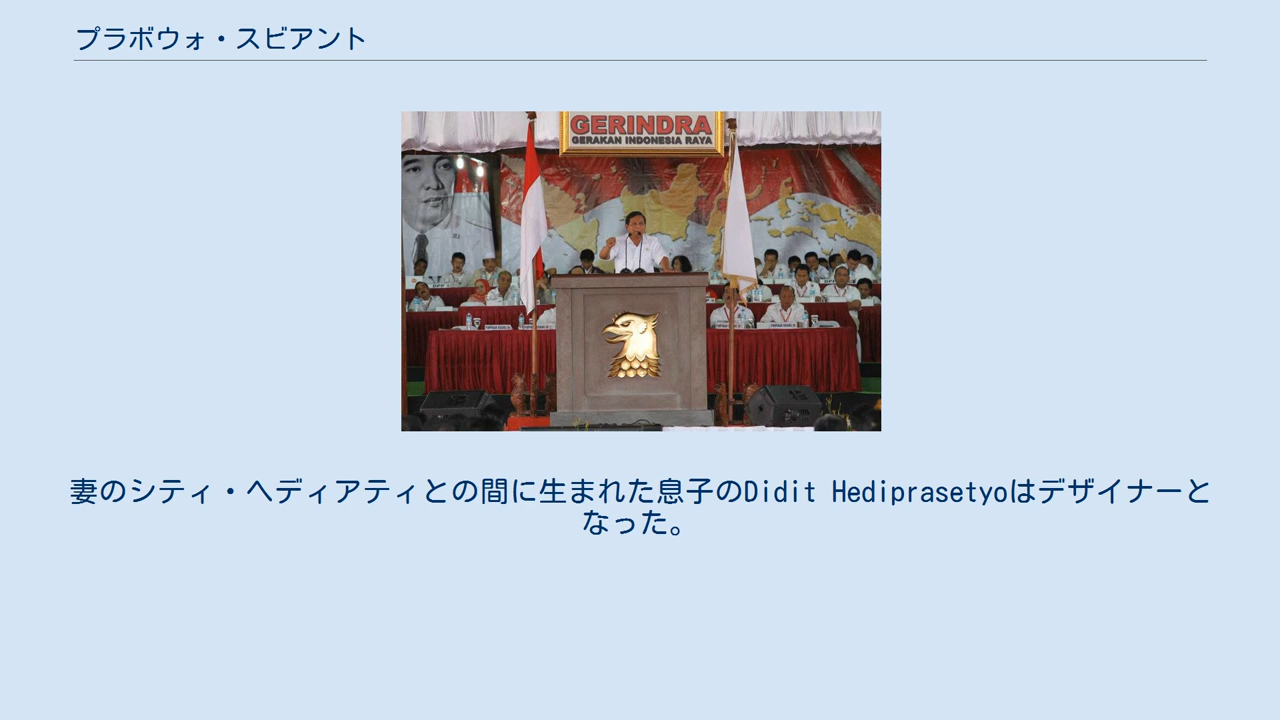 プラボウォ・スビアント
GERINDRA
GERAKAN INDONESIA RAYA
妻のシティ・ヘディアティとの間に生まれた息子のDidit Hediprasetyoはデザイナーと
なった。